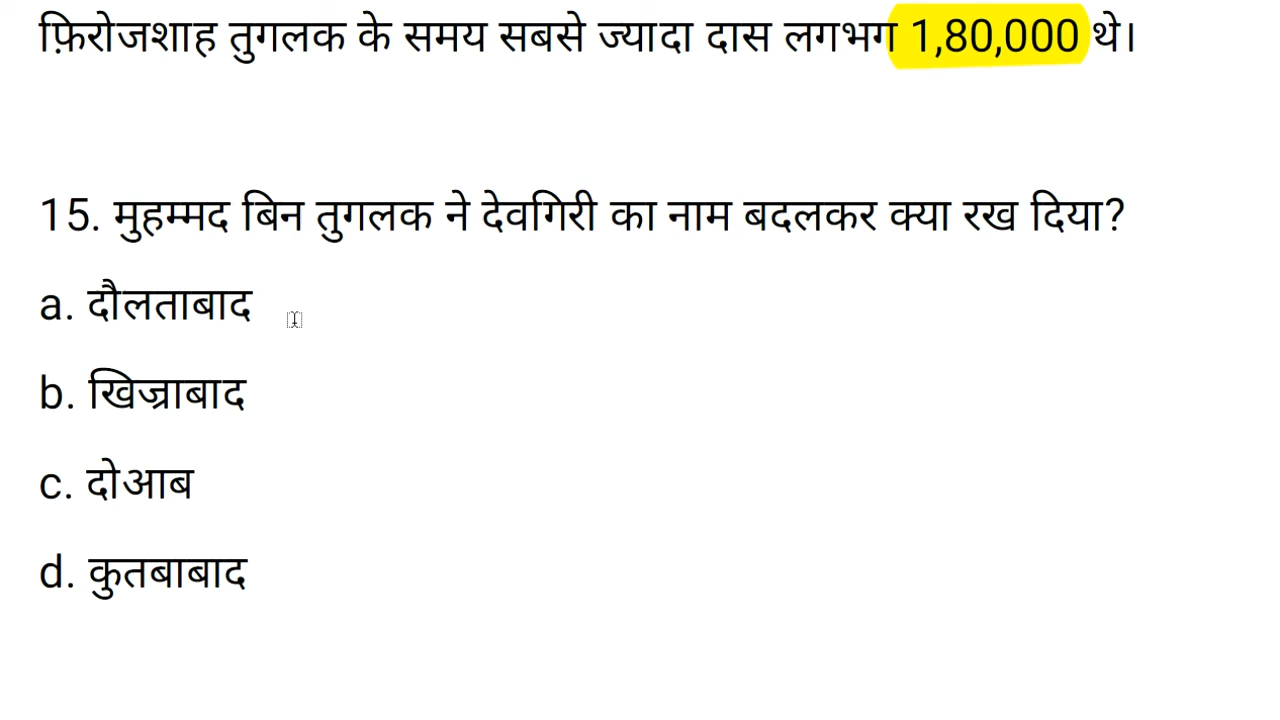 फ़िरोजशाह तुगलक के समय सबसे ज्यादा दास लगभग 1,80,000 थे।
15. मुहम्मद बिन तुगलक ने देवगिरी का नाम बदलकर क्या रख दिया?
a. दौलताबाद
b. खिज्राबाद
c. दोआब
d. कुतबाबाद